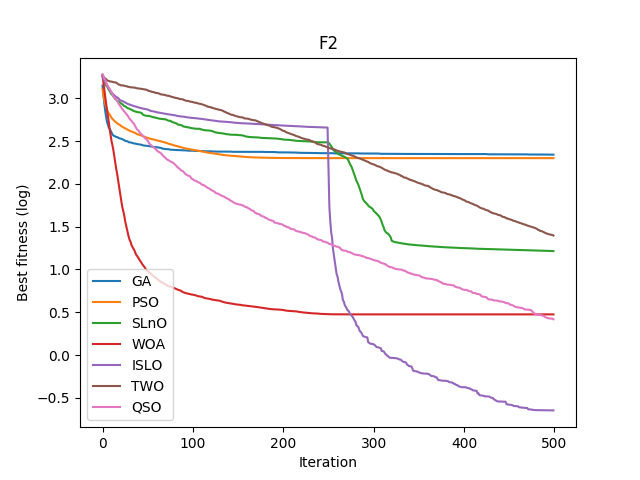 F2
Best fitness (log)
3.0
2.5
2.0
1.5
1.0
0.5
0.0
−0.5
GA
PSO
SLnO
WOA
ISLO
TWO
QSO
0 100 200 300 400 500
Iteration